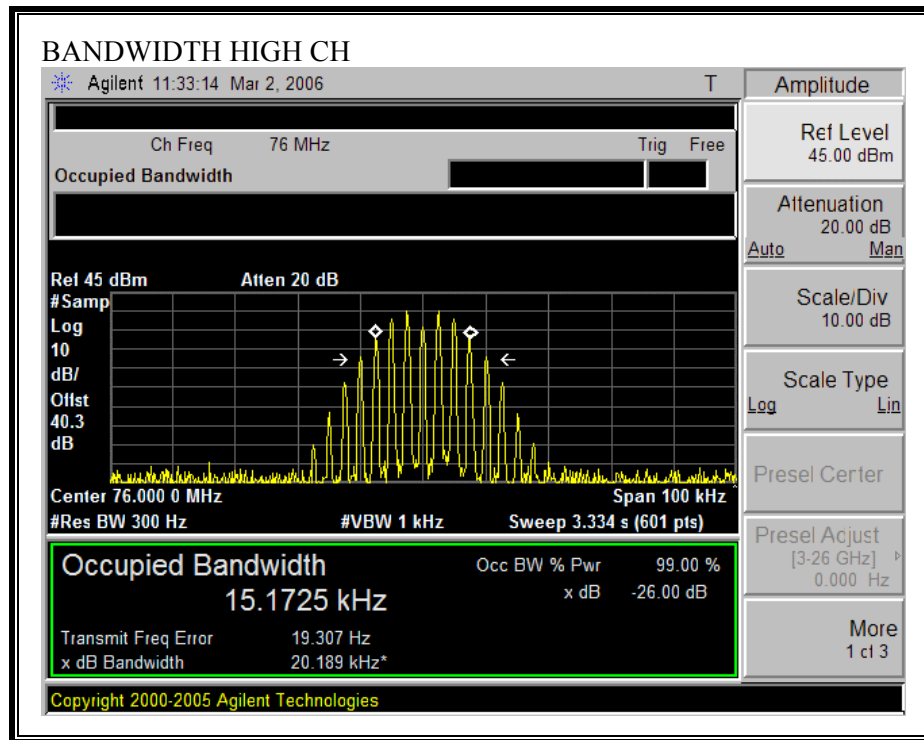 BANDWIDTH HIGH CH
Agilent 11:33:14 Mar 2, 2006 T
Amplitude
Ch Freq 76 MHz Trig Free
Occupied Bandwidth
Ref Level
45.00 dBm
Attenuation
20.00 dB
Auto Man
Scale/Div
10.00 dB
Scale Type
Log Lin
Presel Center
Presel Adjust
[3-26 GHz]
0.000 Hz
More
1 of 3
Ref 45 dBm Atten 20 dB
#Samp
Log
10
dB/
Offst
40.3
dB
Center 76.000 0 MHz Span 100 kHz
#Res BW 300 Hz #VBW 1 kHz Sweep 3.334 s (601 pts)
Occupied Bandwidth Occ BW % Pwr 99.00 %
15.1725 kHz x dB -26.00 dB
Transmit Freq Error 19.307 Hz
x dB Bandwidth 20.189 kHz*
Copyright 2000-2005 Agilent Technologies